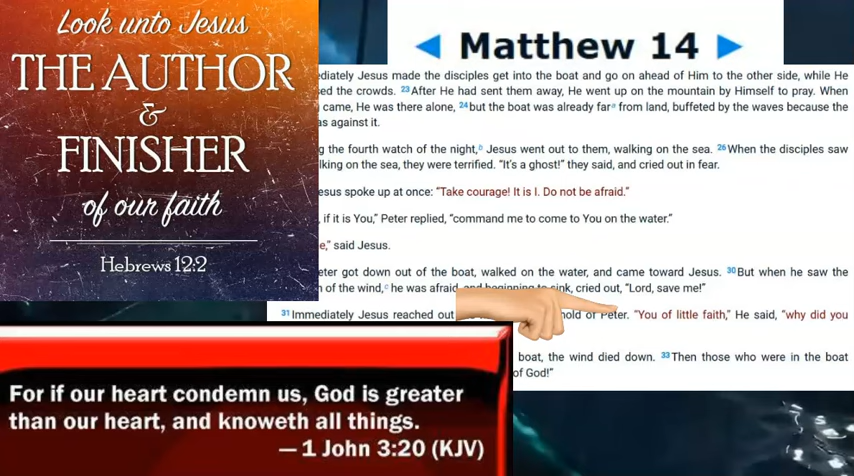 Look unto Jesus
THE AUTHOR
&
FINISHER
of our faith
Hebrews 12:2
Matthew 14
Jesus made the disciples get into the boat and go on ahead of Him to the other side, while He
the crowds. 23 After He had sent them away, He went up on the mountain by Himself to pray. When
came, He was there alone, 24 but the boat was already far a from land, buffeted by the waves because the
against it.
the fourth watch of the night, b Jesus went out to them, walking on the sea. 26 When the disciples saw
on the sea, they were terrified. “It’s a ghost!” they said, and cried out in fear.
spoke up at once: “Take courage! It is I. Do not be afraid.”
if it is You,” Peter replied, “command me to come to You on the water.”
said Jesus.
got down out of the boat, walked on the water, and came toward Jesus. 30 But when he saw the
of the wind, c he was afraid, and beginning to sink, cried out, “Lord, save me!”
31 Immediately Jesus reached out hold of Peter. “You of little faith,” He said, “why did you
boat, the wind died down. 33 Then those who were in the boat
of God!”
For if our heart condemn us, God is greater
than our heart, and knoweth all things.
— 1 John 3:20 (KJV)